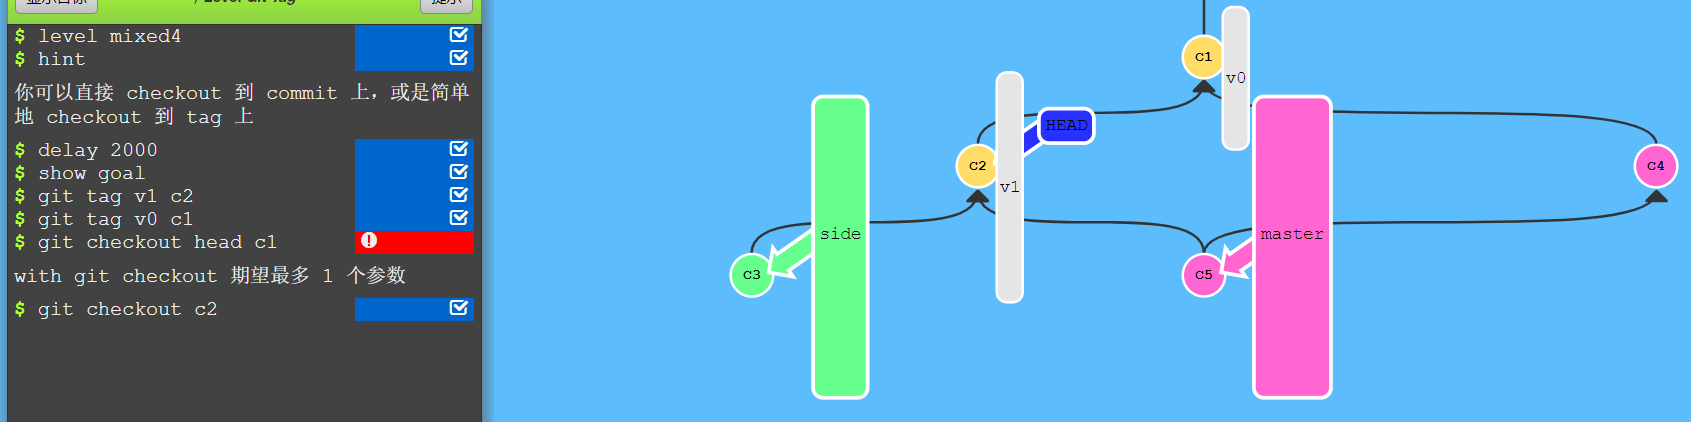 $ level mixed4
$ hint
你可以直接 checkout 到 commit 上，或是简单
地 checkout 到 tag 上
$ delay 2000
$ show goal
$ git tag v1 c2
$ git tag v0 c1
$ git checkout head c1
with git checkout 期望最多 1 个参数
$ git checkout c2
C1
v0
HEAD
C2
v1
C4
side
master
C3
C5